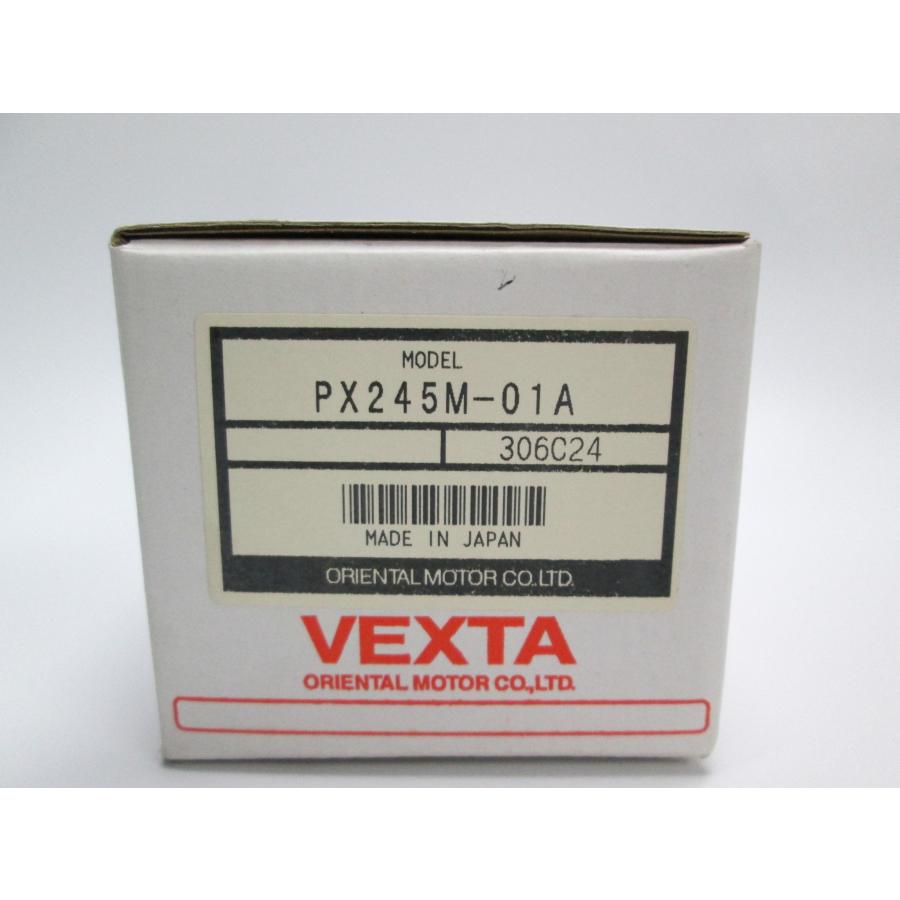 MODEL
PX245M-01A
306C24
MADE IN JAPAN
ORIENTAL MOTOR CO.LTD.
VEXTA
ORIENTAL MOTOR CO.,LTD.